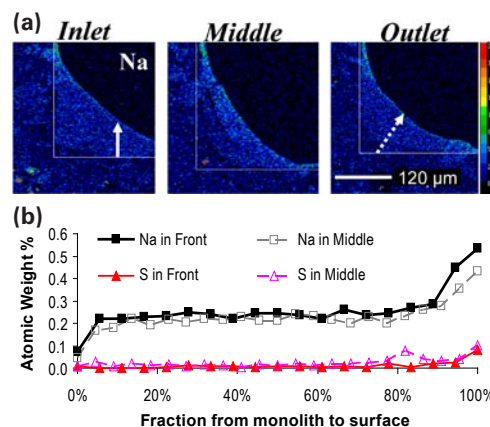 (a) Inlet Middle Outlet
Na
120 µm
(b)
0.6
0.5
0.4
0.3
0.2
0.1
0.0
Atomic Weight %
Na in Front Na in Middle
S in Front S in Middle
0% 20% 40% 60% 80% 100%
Fraction from monolith to surface